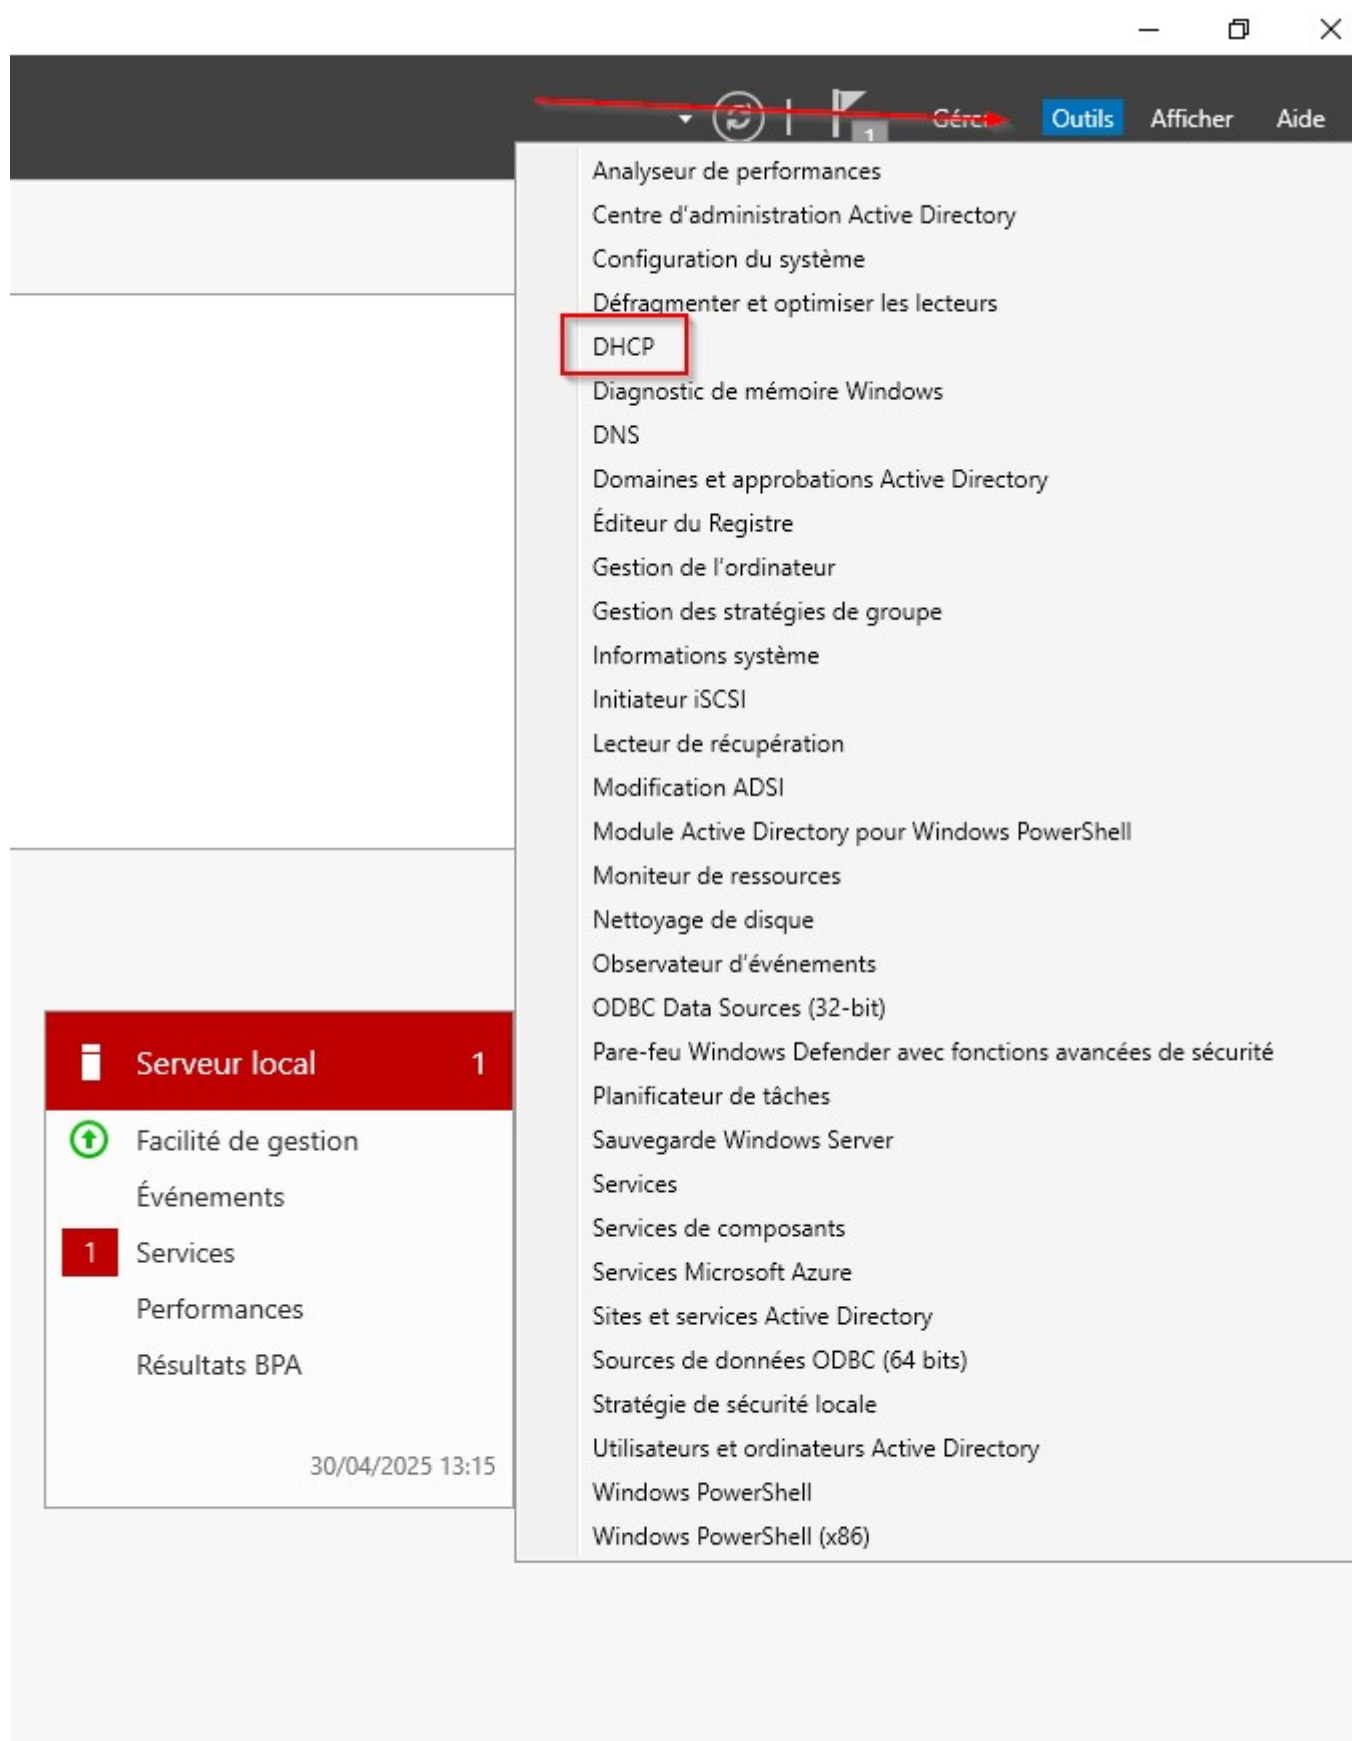 Outils Afficher Aide
1
Analyseur de performances
Centre d'administration Active Directory
Configuration du système
Défragmenter et optimiser les lecteurs
DHCP
Diagnostic de mémoire Windows
DNS
Domaines et approbations Active Directory
Éditeur du Registre
Gestion de l'ordinateur
Gestion des stratégies de groupe
Informations système
Initiateur iSCSI
Lecteur de récupération
Modification ADSI
Module Active Directory pour Windows PowerShell
Moniteur de ressources
Nettoyage de disque
Observateur d'événements
ODBC Data Sources (32-bit)
Pare-feu Windows Defender avec fonctions avancées de sécurité
Planificateur de tâches
Sauvegarde Windows Server
Services
Services de composants
Services Microsoft Azure
Sites et services Active Directory
Sources de données ODBC (64 bits)
Stratégie de sécurité locale
Utilisateurs et ordinateurs Active Directory
Windows PowerShell
Windows PowerShell (x86)
Serveur local 1
Facilité de gestion
Événements
1 Services
Performances
Résultats BPA
30/04/2025 13:15